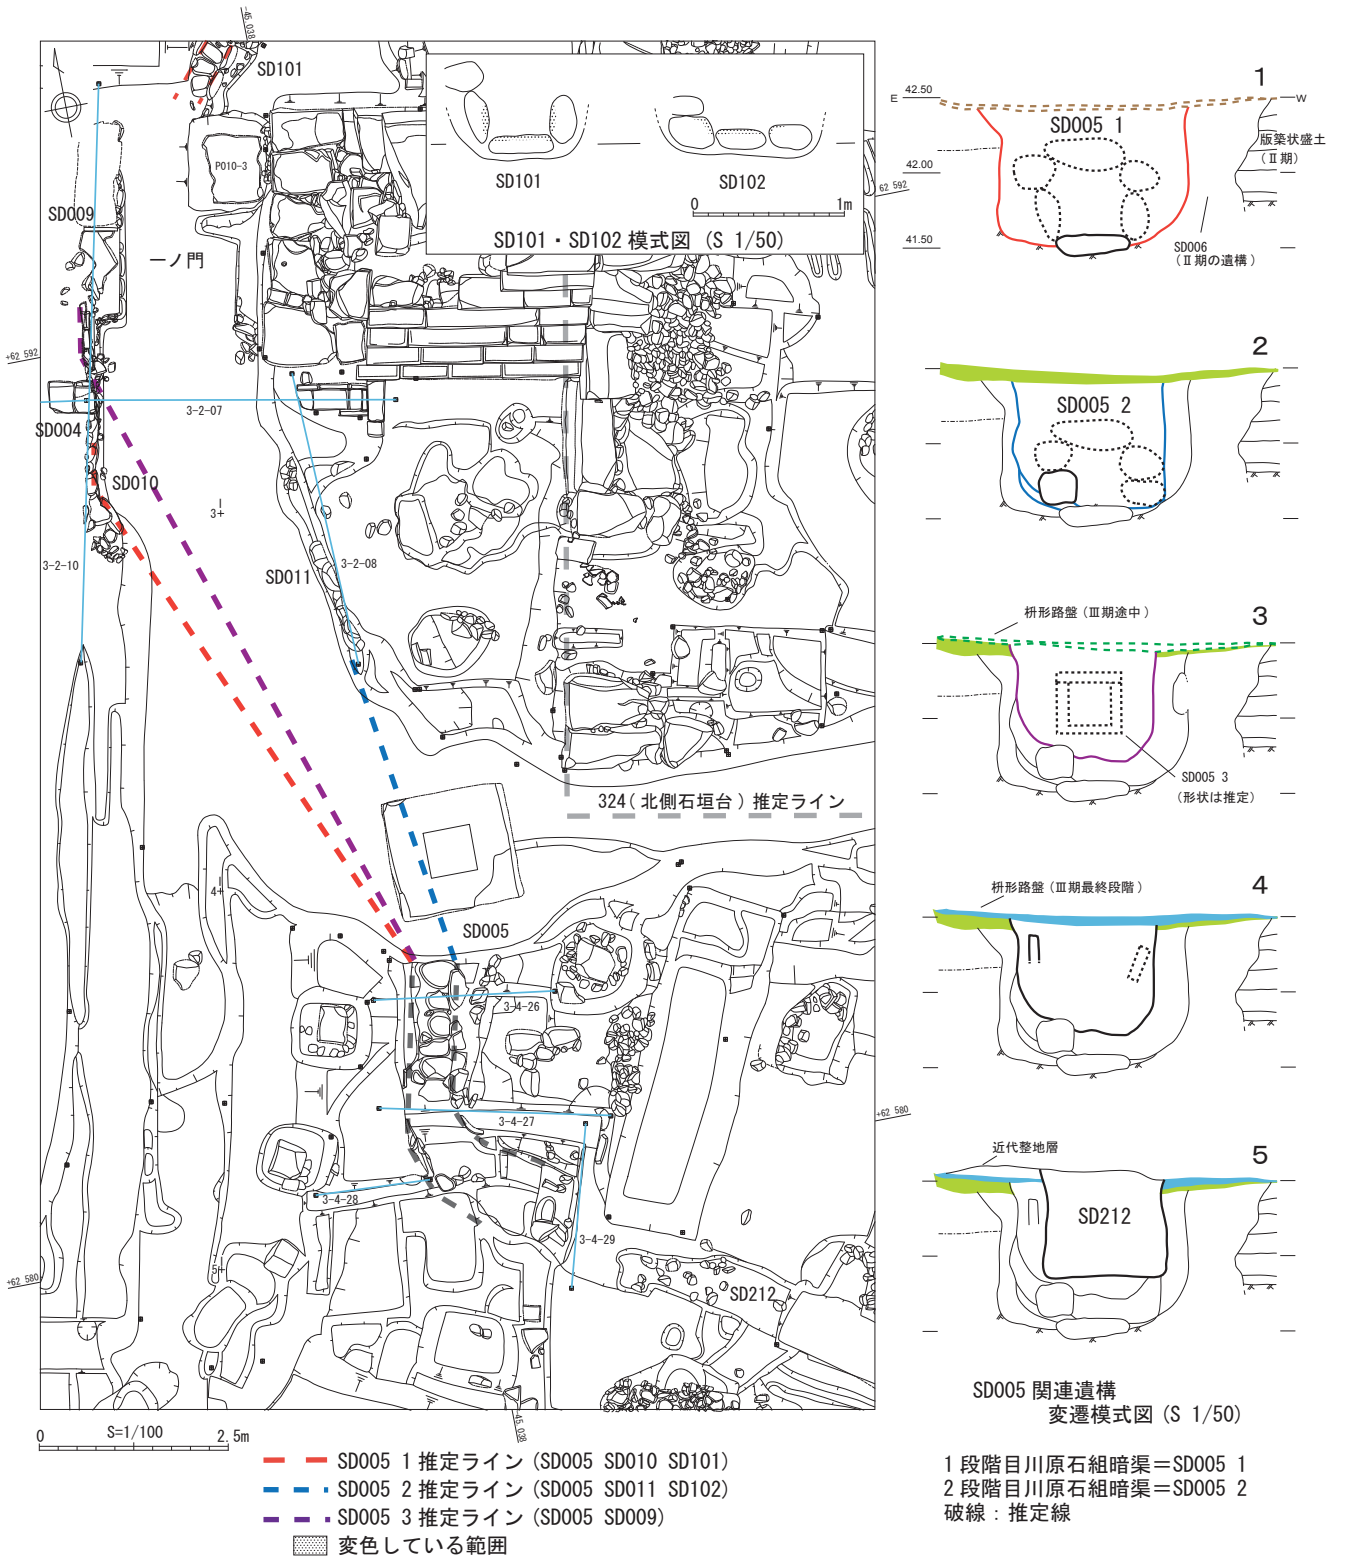 -45 038
SD101
P010-3
SD009
一ノ門
SD101
SD102
0
1m
SD101・SD102 模式図 (S 1/50)
+62 592
62 592
3-2-07
SD004
SD010
3+
3-2-10
SD011
3-2-08
324(北側石垣台) 推定ライン
4+
SD005
3-4-26
+62 580
3-4-27
3-4-28
3-4-29
5+
+62 580
SD212
-45 038
0
S=1/100
2.5m
SD005 1 推定ライン (SD005 SD010 SD101)
SD005 2 推定ライン (SD005 SD011 SD102)
SD005 3 推定ライン (SD005 SD009)
変色している範囲
1
E
42.50
W
SD005 1
版築状盛土
(Ⅱ期)
42.00
41.50
SD006
(Ⅱ期の遺構)
2
SD005 2
枡形路盤 (Ⅲ期途中)
3
SD005 3
(形状は推定)
枡形路盤 (Ⅲ期最終段階)
4
近代整地層
5
SD212
SD005 関連遺構
変遷模式図 (S 1/50)
1 段階目川原石組暗渠＝SD005 1
2 段階目川原石組暗渠＝SD005 2
破線：推定線